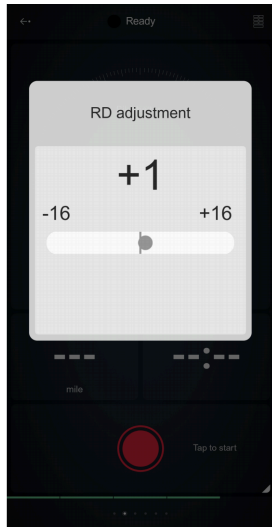 Ready
RD adjustment
+1
-16 +16
--- --:--
mile
Tap to start